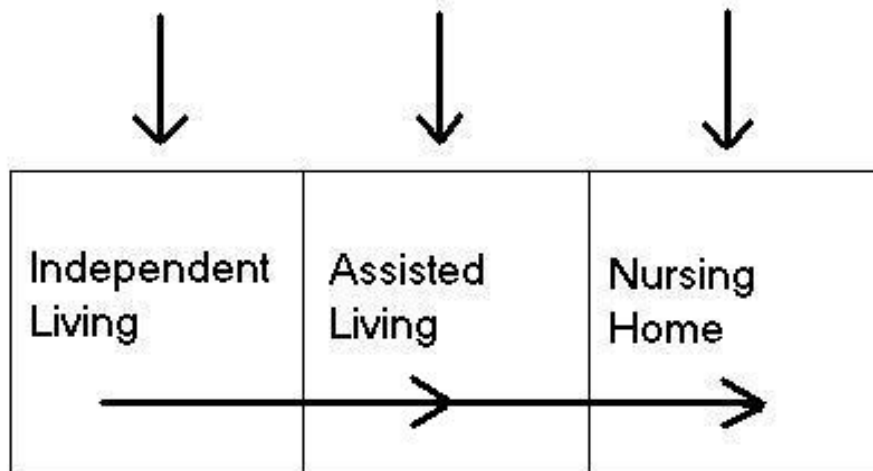 Independent
Living
Assisted
Living
Nursing
Home